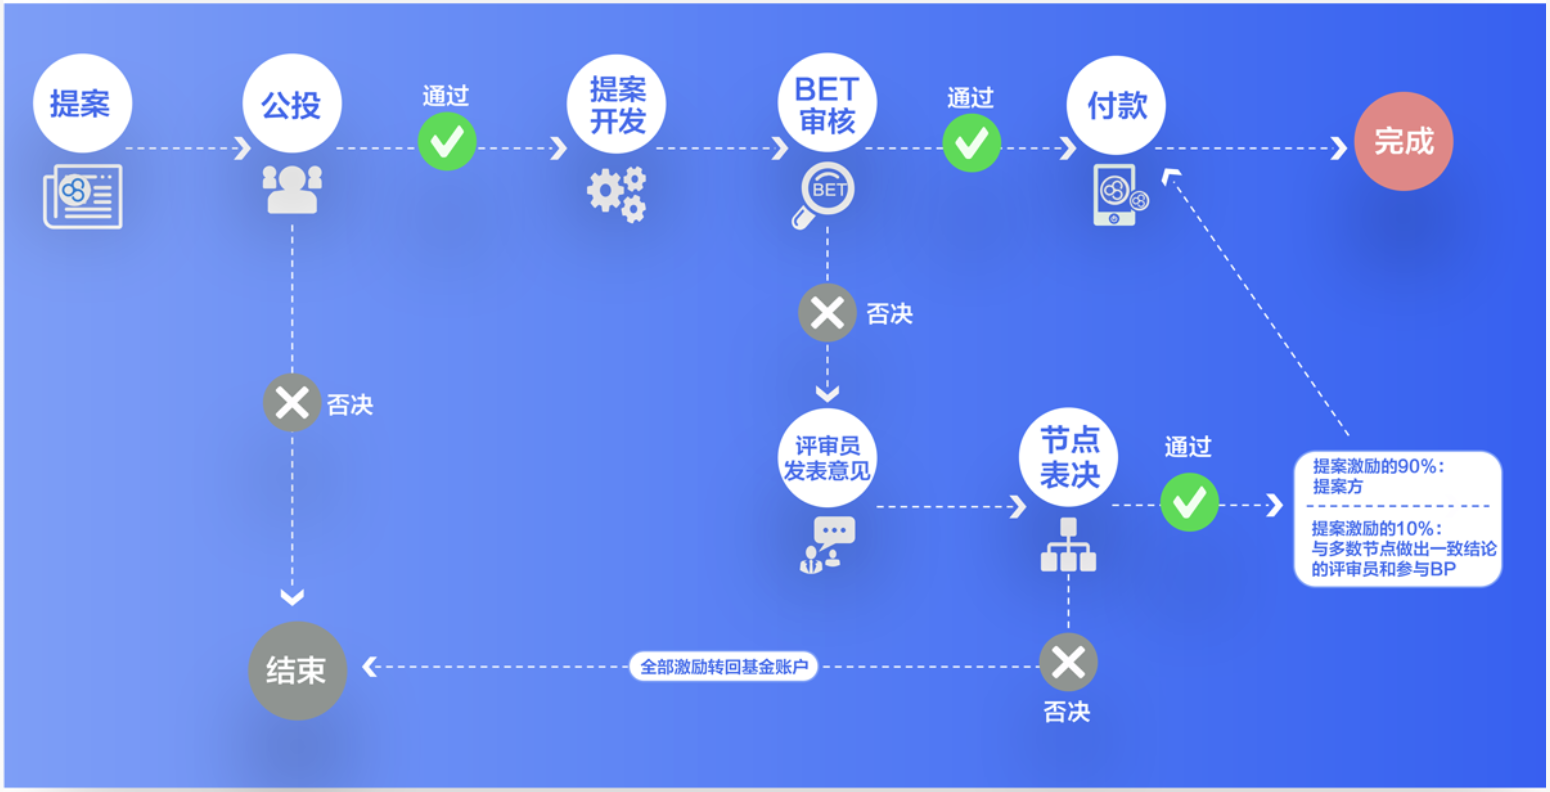 提案
公投
通过
提案
开发
BET
审核
通过
付款
完成
BET
否决
否决
评审员
发表意见
节点
表决
通过
提案激励的90%：
提案方
提案激励的10%：
与多数节点做出一致结论
的评审员和参与BP
结束
全部激励转回基金账户
否决